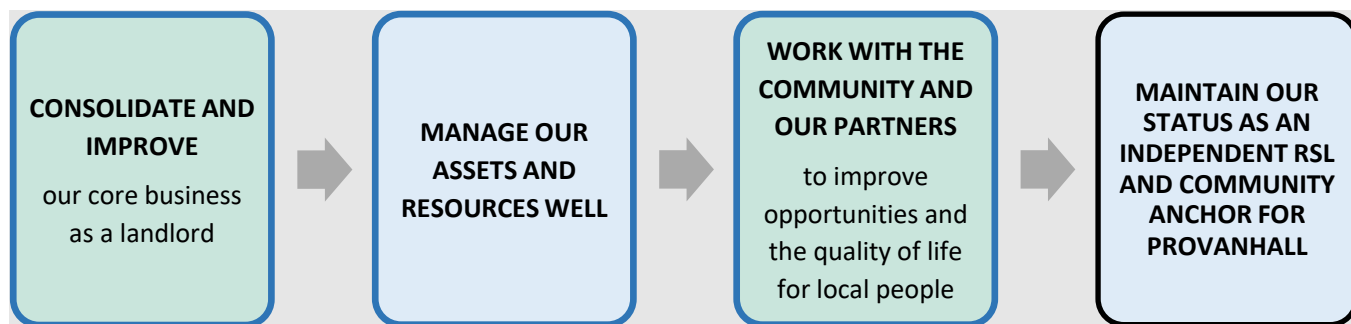 CONSOLIDATE AND
IMPROVE
our core business
as a landlord
MANAGE OUR
ASSETS AND
RESOURCES WELL
WORK WITH THE
COMMUNITY AND
OUR PARTNERS
to improve
opportunities and
the quality of life
for local people
MAINTAIN OUR
STATUS AS AN
INDEPENDENT RSL
AND COMMUNITY
ANCHOR FOR
PROVANHALL